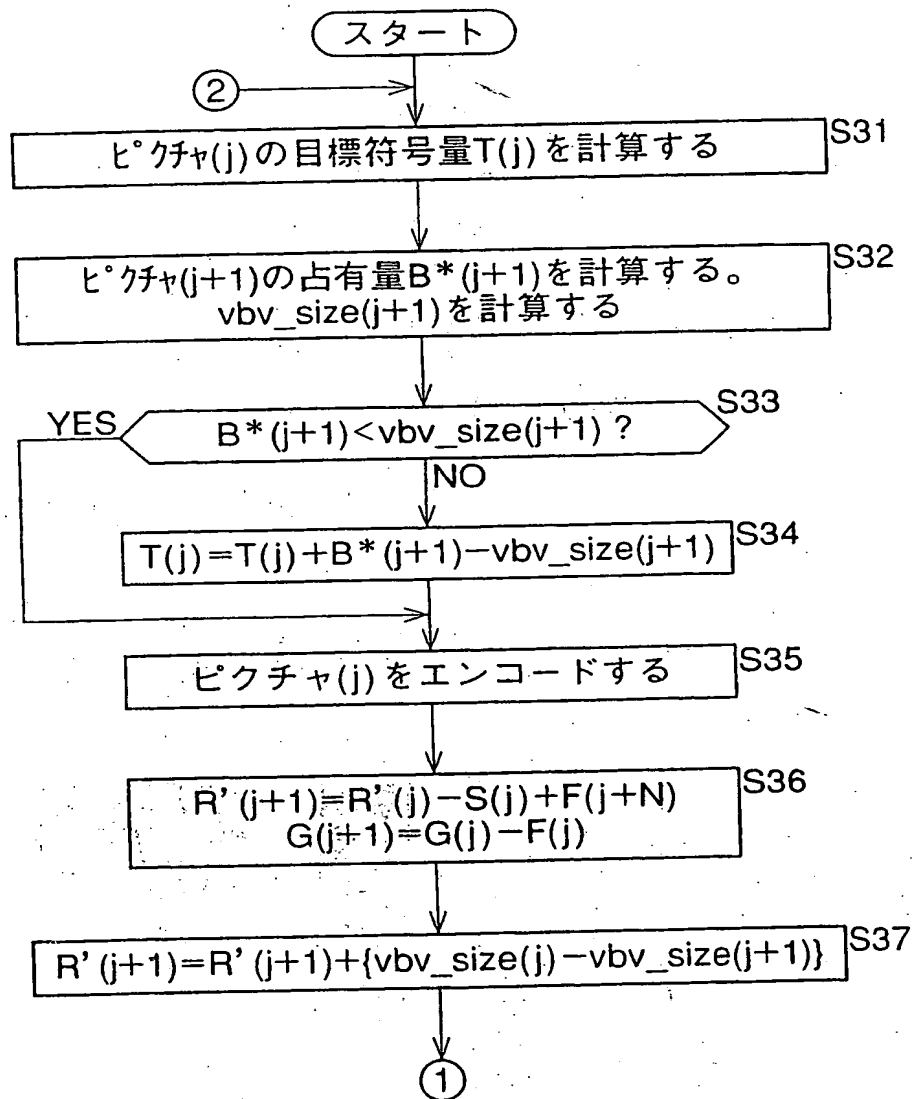 スタート
②
ピクチャ(j)の目標符号量T(j)を計算する
S31
ピクチャ(j+1)の占有量B*(j+1)を計算する。
vbv_size(j+1)を計算する
S32
B*(j+1)<vbv_size(j+1) ?
S33
YES
NO
T(j)=T(j)+B*(j+1)−vbv_size(j+1)
S34
ピクチャ(j)をエンコードする
S35
R'(j+1)=R'(j)−S(j)+F(j+N)
G(j+1)=G(j)−F(j)
S36
R'(j+1)=R'(j+1)+{vbv_size(j)−vbv_size(j+1)}
S37
①